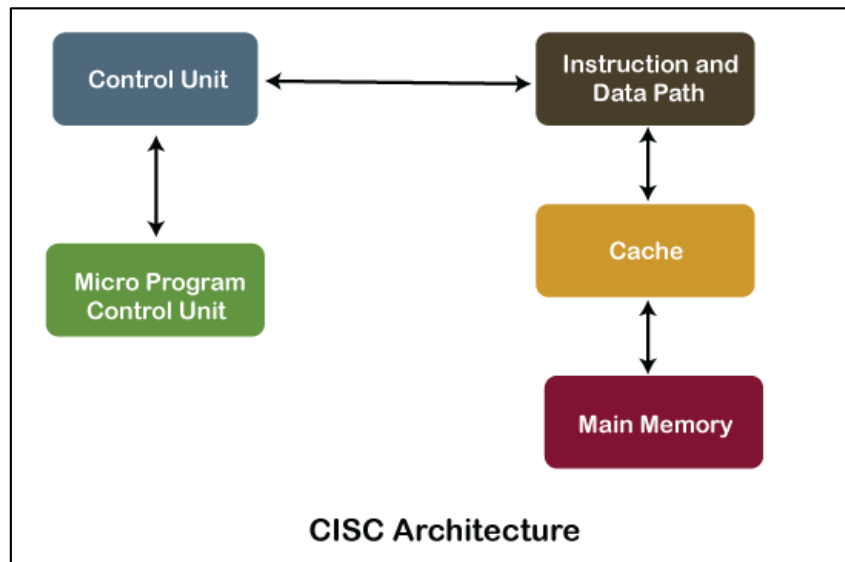 Control Unit
Instruction and
Data Path
Micro Program
Control Unit
Cache
Main Memory
CISC Architecture